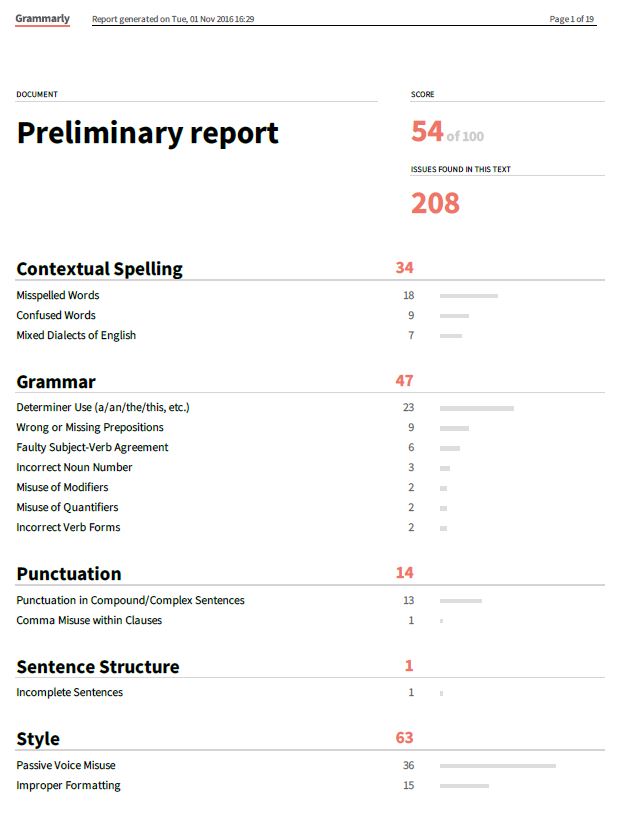 Grammarly Report generated on Tue, 01 Nov 2016 16:29 Page 1 of 19
DOCUMENT
Preliminary report
SCORE
54 of 100
ISSUES FOUND IN THIS TEXT
208
Contextual Spelling 34
Misspelled Words 18
Confused Words 9
Mixed Dialects of English 7
Grammar 47
Determiner Use (a/an/the/this, etc.) 23
Wrong or Missing Prepositions 9
Faulty Subject-Verb Agreement 6
Incorrect Noun Number 3
Misuse of Modifiers 2
Misuse of Quantifiers 2
Incorrect Verb Forms 2
Punctuation 14
Punctuation in Compound/Complex Sentences 13
Comma Misuse within Clauses 1
Sentence Structure 1
Incomplete Sentences 1
Style 63
Passive Voice Misuse 36
Improper Formatting 15